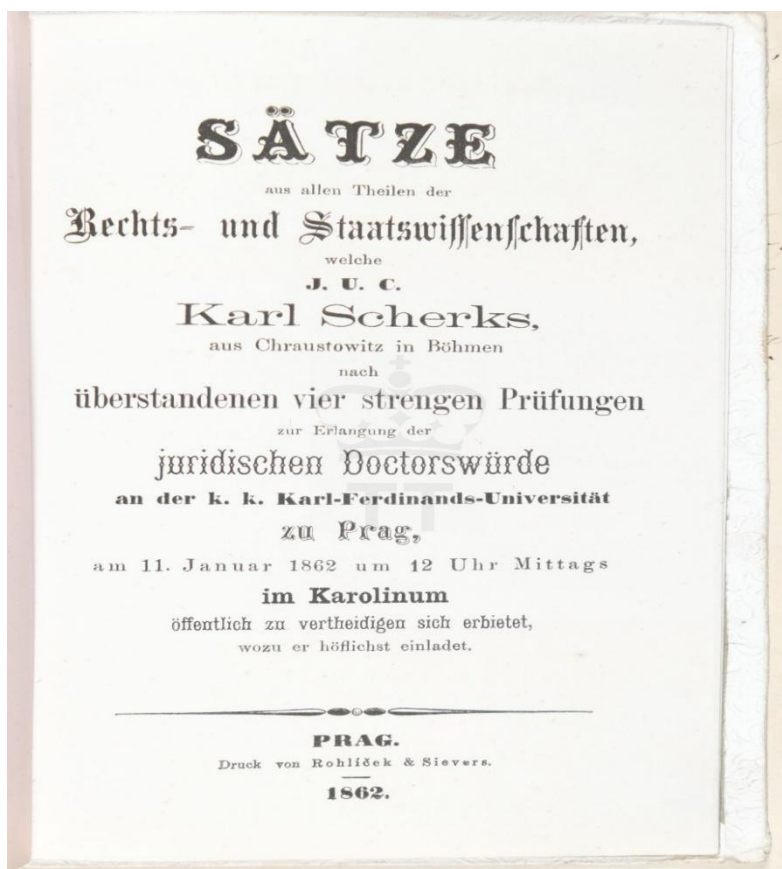 SÄTZE
aus allen Theilen der
Rechts- und Staatswiſſenſchaften,
welche
J. U. C.
Karl Scherks,
aus Chraustowitz in Böhmen
nach
überstandenen vier strengen Prüfungen
zur Erlangung der
juridischen Doctorswürde
an der k. k. Karl-Ferdinands-Universität
zu Prag,
am 11. Januar 1862 um 12 Uhr Mittags
im Karolinum
öffentlich zu vertheidigen sich erbietet,
wozu er höflichst einladet.
PRAG.
Druck von Rohlíček & Sievers.
1862.